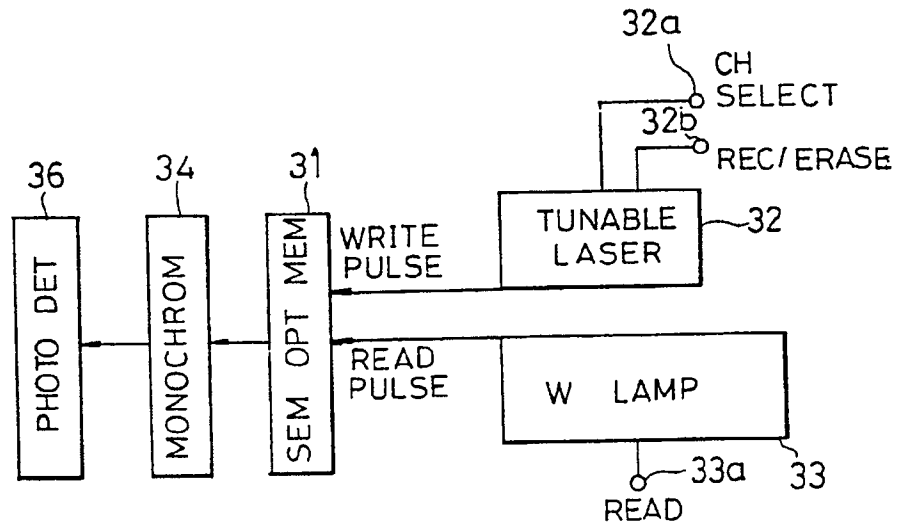 32a
CH
SELECT
32b
REC/ERASE
36
34
31
TUNABLE
LASER
32
WRITE
PULSE
PHOTO DET
MONOCHROM
SEM OPT MEM
READ
PULSE
W LAMP
33a
33
READ